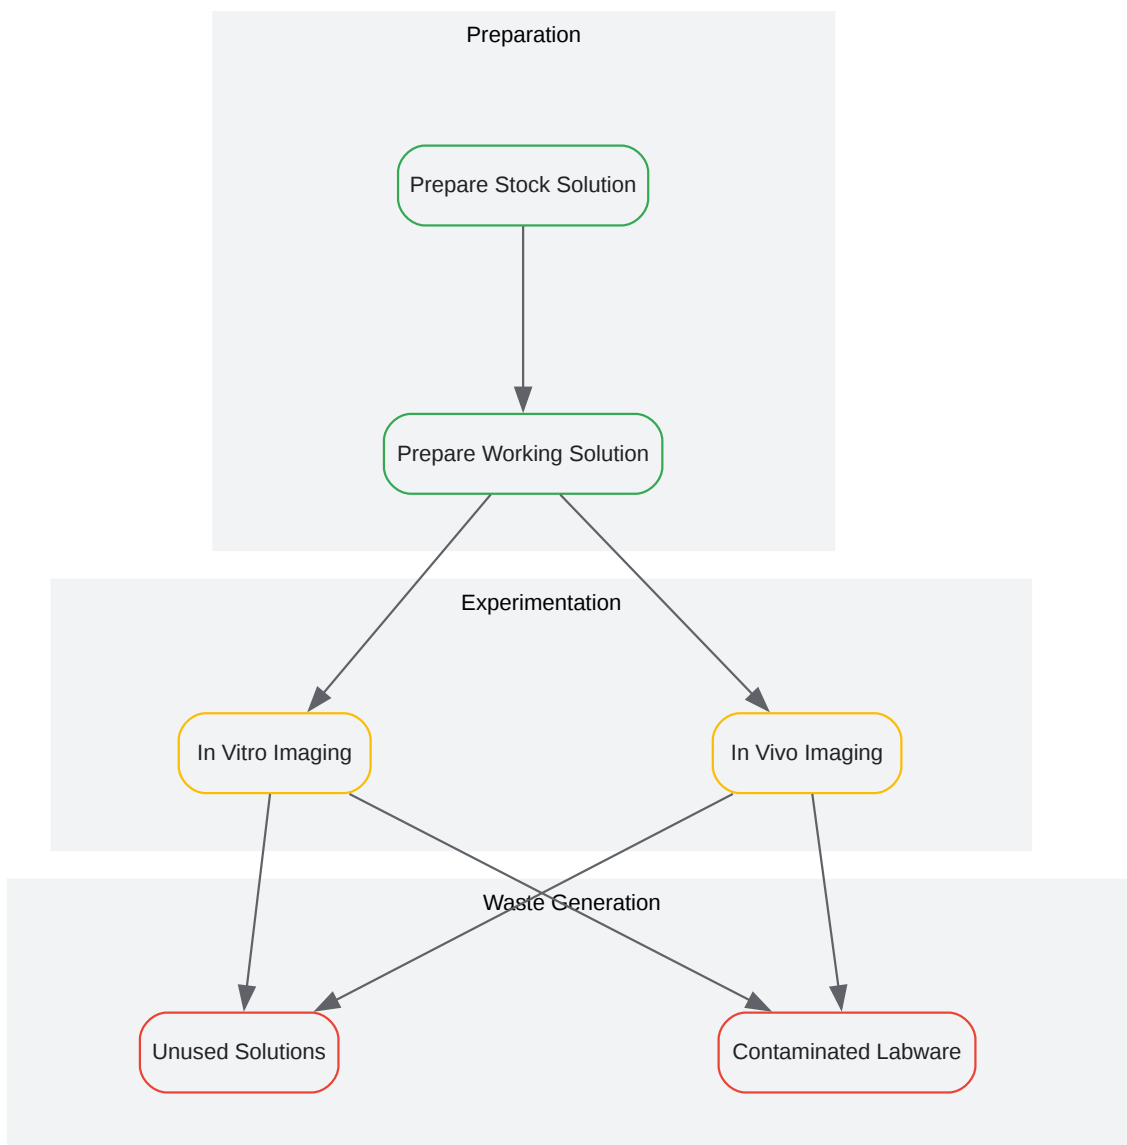 Preparation
Prepare Stock Solution
Prepare Working Solution
Experimentation
In Vitro Imaging
In Vivo Imaging
Waste Generation
Unused Solutions
Contaminated Labware